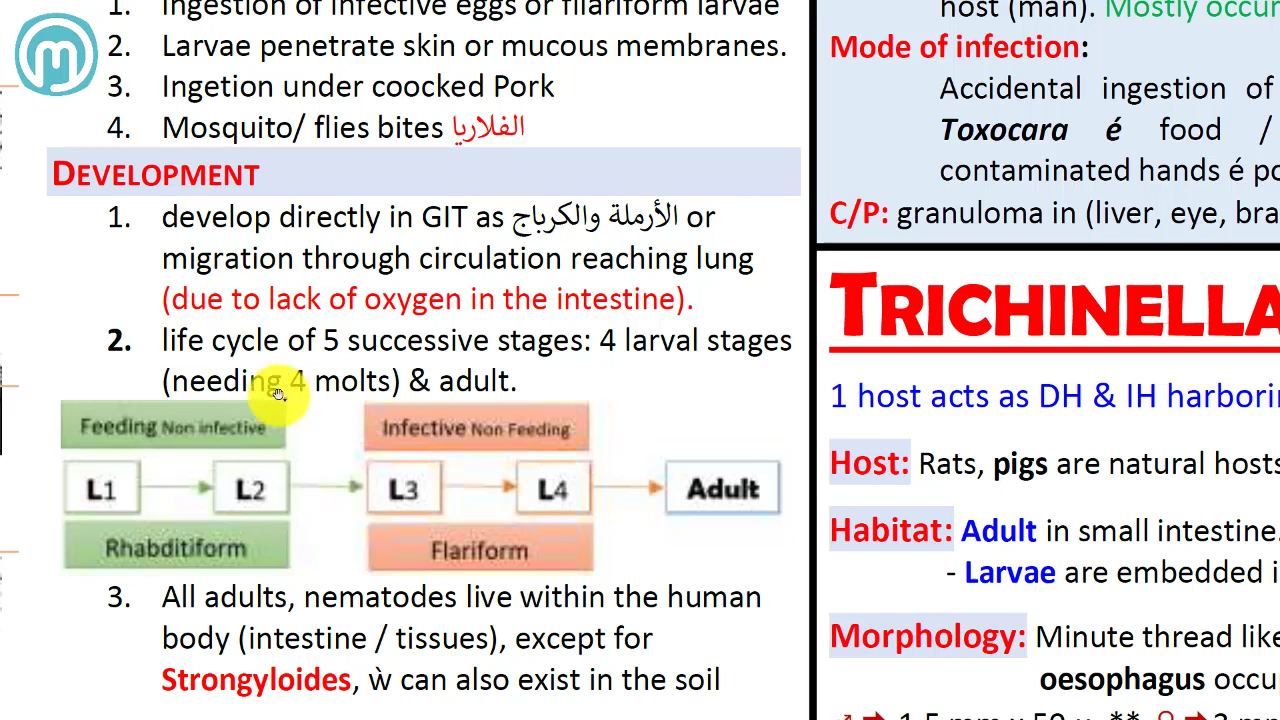 1. Ingestion of infective eggs or filariform larvae
2. Larvae penetrate skin or mucous membranes.
3. Ingetion under coocked Pork
4. Mosquito/ flies bites الفلاريا
DEVELOPMENT
1. develop directly in GIT as الأرملة والكرباج or
migration through circulation reaching lung
(due to lack of oxygen in the intestine).
2. life cycle of 5 successive stages: 4 larval stages
(needing 4 molts) & adult.
Feeding Non infective
Infective Non Feeding
L1
L2
L3
L4
Adult
Rhabditiform
Flariform
3. All adults, nematodes live within the human
body (intestine / tissues), except for
Strongyloides, ẁ can also exist in the soil
host (man). Mostly occur
Mode of infection:
Accidental ingestion of
Toxocara é food /
contaminated hands é
C/P: granuloma in (liver, eye,
TRICHINELLA
1 host acts as DH & IH
Host: Rats, pigs are natural hosts
Habitat: Adult in small intestine.
- Larvae are embedded
Morphology: Minute thread like
oesophagus